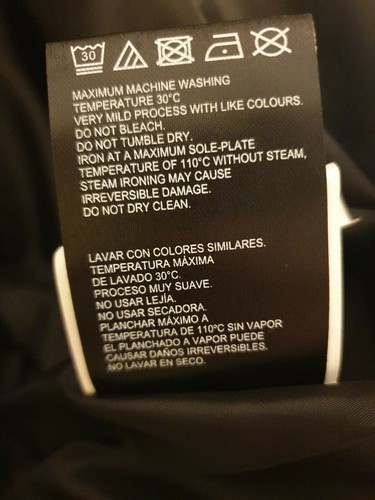 30
MAXIMUM MACHINE WASHING
TEMPERATURE 30°C
VERY MILD PROCESS WITH LIKE COLOURS.
DO NOT BLEACH.
DO NOT TUMBLE DRY.
IRON AT A MAXIMUM SOLE-PLATE
TEMPERATURE OF 110°C WITHOUT STEAM,
STEAM IRONING MAY CAUSE
IRREVERSIBLE DAMAGE.
DO NOT DRY CLEAN.
LAVAR CON COLORES SIMILARES.
TEMPERATURA MÁXIMA
DE LAVADO 30°C.
PROCESO MUY SUAVE.
NO USAR LEJÍA.
NO USAR SECADORA.
PLANCHAR MÁXIMO A
TEMPERATURA DE 110°C SIN VAPOR
EL PLANCHADO A VAPOR PUEDE
CAUSAR DAÑOS IRREVERSIBLES.
NO LAVAR EN SECO.